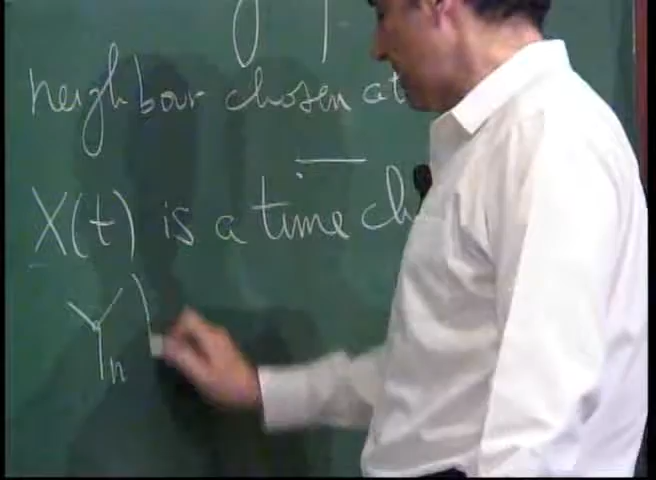 neighbour chosen at
X(t) is a time ch
Yn )